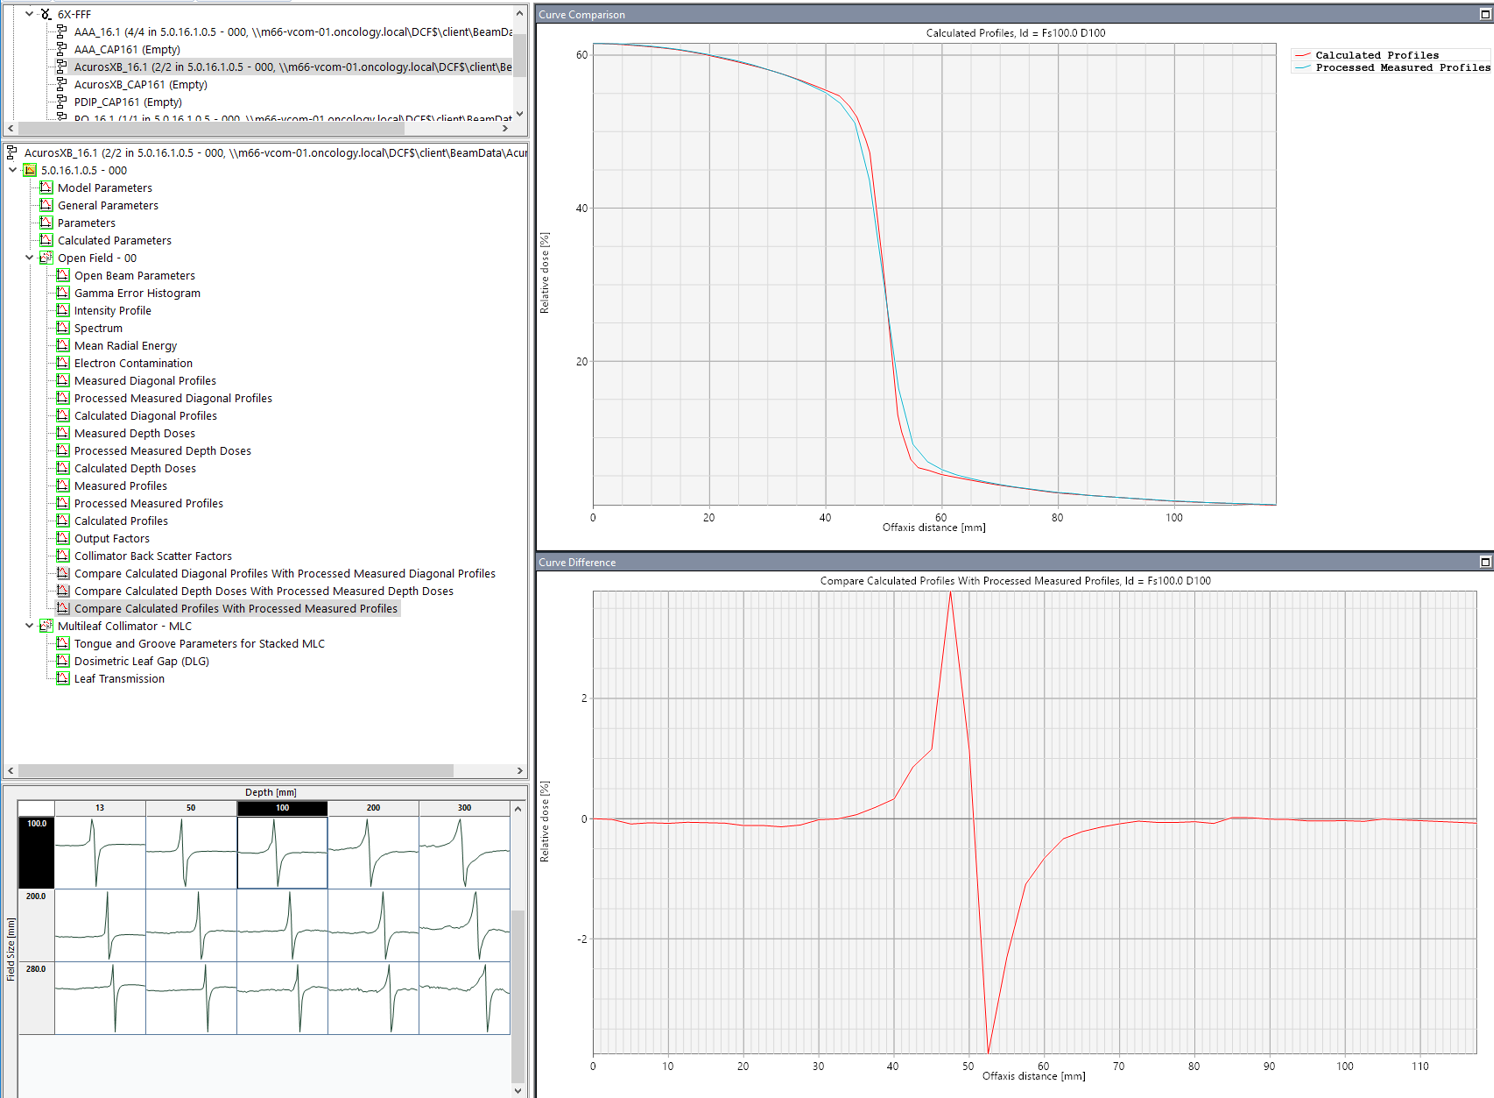 6X-FFF
AAA_16.1 (4/4 in 5.0.16.1.0.5 - 000, \\m66-vcom-01.oncology.local\DCF$\client\BeamDa
AAA_CAP161 (Empty)
AcurosXB_16.1 (2/2 in 5.0.16.1.0.5 - 000, \\m66-vcom-01.oncology.local\DCF$\client\Be
AcurosXB_CAP161 (Empty)
PDIP_CAP161 (Empty)
PO_16.1 (1/1 in 5.0.16.1.0.5 - 000, \\m66-vcom-01.oncology.local\DCF$\client\BeamDat
AcurosXB_16.1 (2/2 in 5.0.16.1.0.5 - 000, \\m66-vcom-01.oncology.local\DCF$\client\BeamData\Acur
5.0.16.1.0.5 - 000
Model Parameters
General Parameters
Parameters
Calculated Parameters
Open Field - 00
Open Beam Parameters
Gamma Error Histogram
Intensity Profile
Spectrum
Mean Radial Energy
Electron Contamination
Measured Diagonal Profiles
Processed Measured Diagonal Profiles
Calculated Diagonal Profiles
Measured Depth Doses
Processed Measured Depth Doses
Calculated Depth Doses
Measured Profiles
Processed Measured Profiles
Calculated Profiles
Output Factors
Collimator Back Scatter Factors
Compare Calculated Diagonal Profiles With Processed Measured Diagonal Profiles
Compare Calculated Depth Doses With Processed Measured Depth Doses
Compare Calculated Profiles With Processed Measured Profiles
Multileaf Collimator - MLC
Tongue and Groove Parameters for Stacked MLC
Dosimetric Leaf Gap (DLG)
Leaf Transmission
Depth [mm]
13 50 100 200 300
100.0
200.0
280.0
Field Size [mm]
Curve Comparison
Calculated Profiles, Id = Fs100.0 D100
Calculated Profiles
Processed Measured Profiles
60
40
20
Relative dose [%]
0 20 40 60 80 100
Offaxis distance [mm]
Curve Difference
Compare Calculated Profiles With Processed Measured Profiles, Id = Fs100.0 D100
2
0
-2
Relative dose [%]
0 10 20 30 40 50 60 70 80 90 100 110
Offaxis distance [mm]